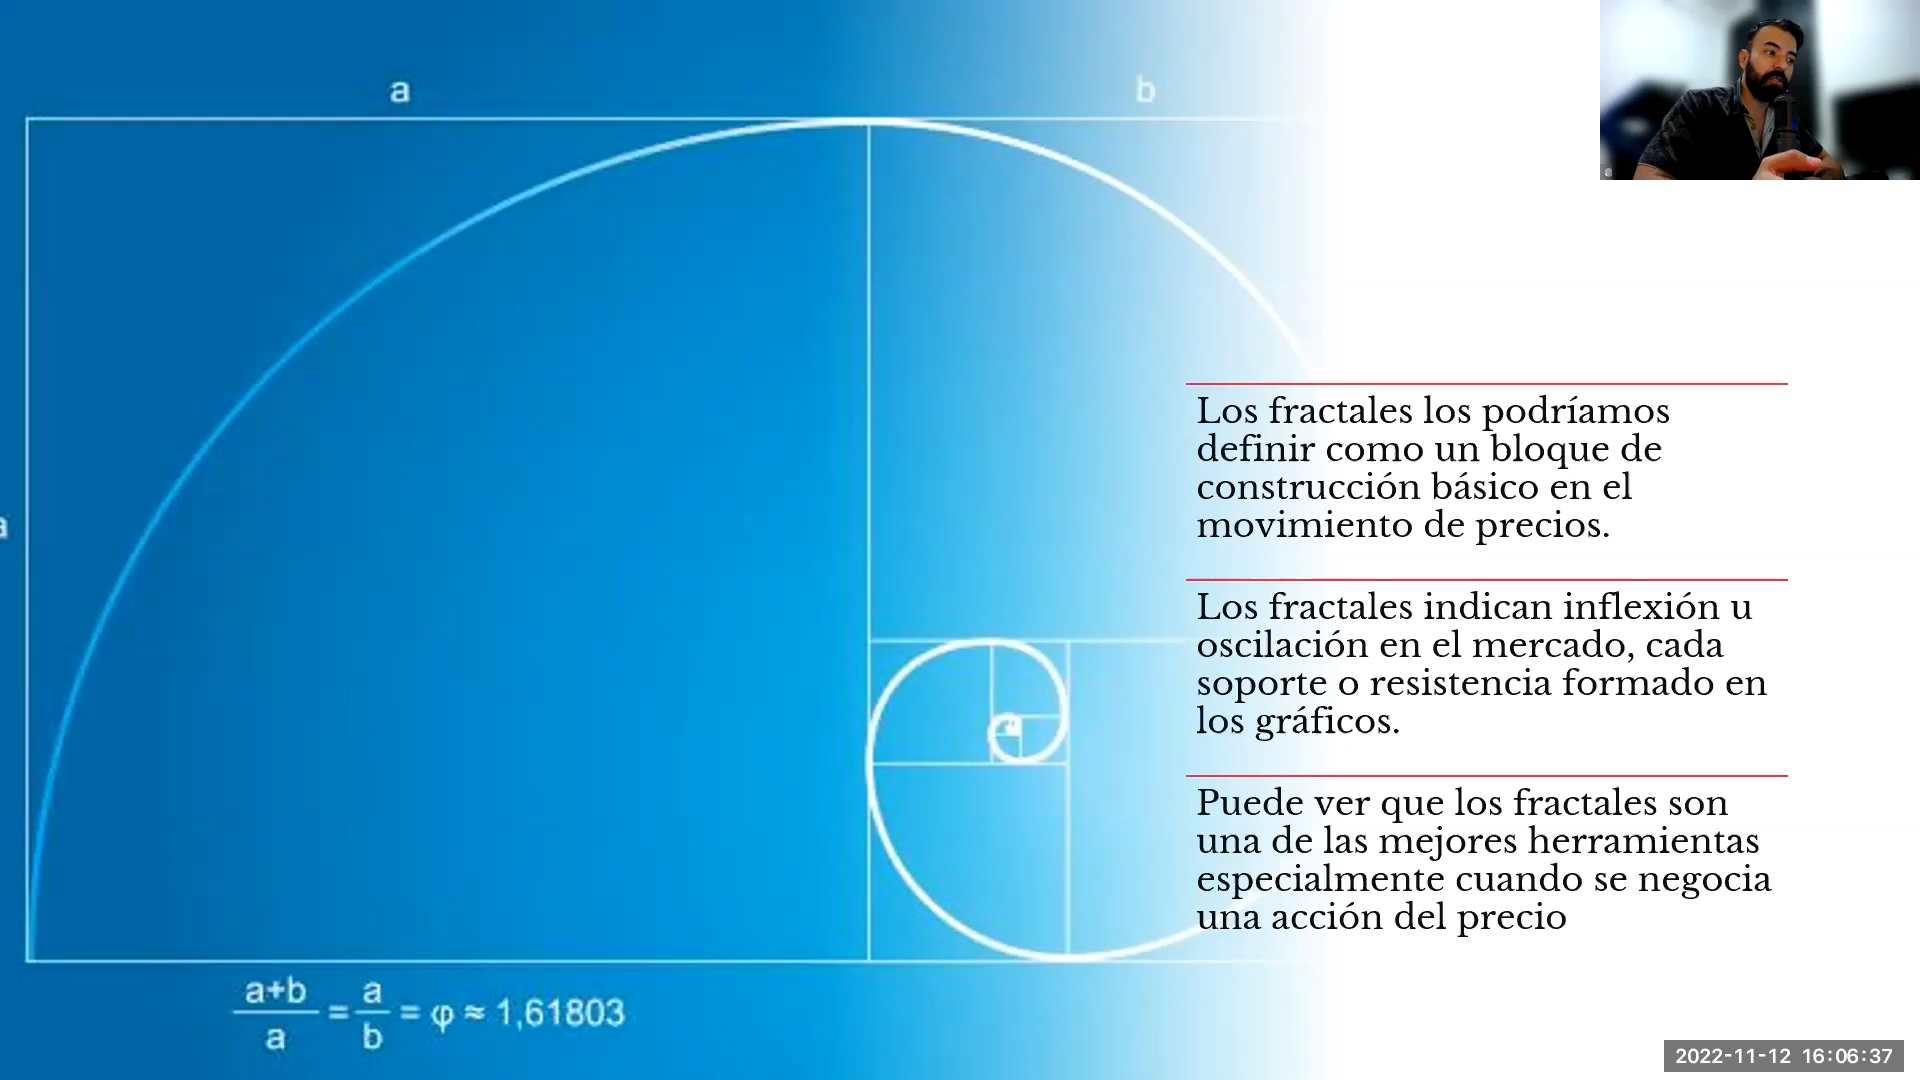 a
b
a
Los fractales los podríamos
definir como un bloque de
construcción básico en el
movimiento de precios.
Los fractales indican inflexión u
oscilación en el mercado, cada
soporte o resistencia formado en
los gráficos.
Puede ver que los fractales son
una de las mejores herramientas
especialmente cuando se negocia
una acción del precio
a+b/a = a/b = φ ≈ 1,61803
2022-11-12 16:06:37